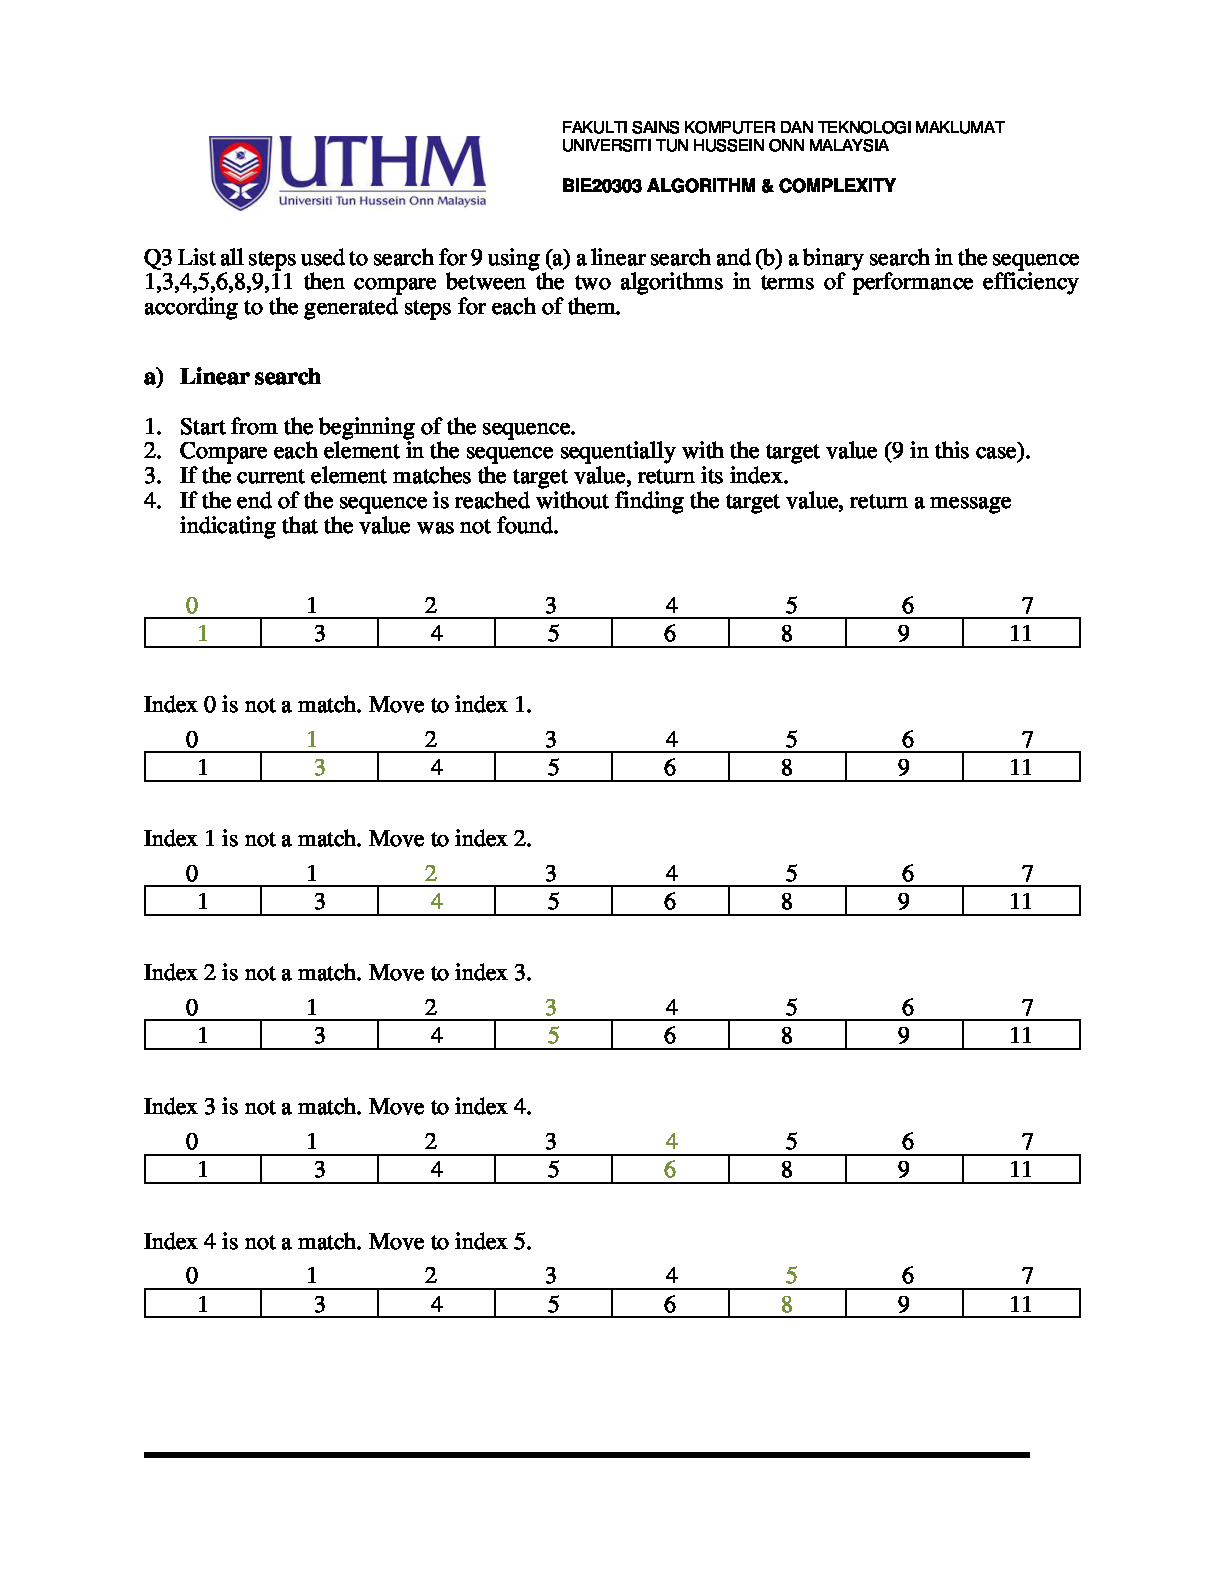 UTHM
Universiti Tun Hussein Onn Malaysia
FAKULTI SAINS KOMPUTER DAN TEKNOLOGI MAKLUMAT
UNIVERSITI TUN HUSSEIN ONN MALAYSIA
BIE20303 ALGORITHM & COMPLEXITY
Q3 List all steps used to search for 9 using (a) a linear search and (b) a binary search in the sequence
1,3,4,5,6,8,9,11 then compare between the two algorithms in terms of performance efficiency
according to the generated steps for each of them.
a) Linear search
1. Start from the beginning of the sequence.
2. Compare each element in the sequence sequentially with the target value (9 in this case).
3. If the current element matches the target value, return its index.
4. If the end of the sequence is reached without finding the target value, return a message
indicating that the value was not found.
0 1 2 3 4 5 6 7
1 3 4 5 6 8 9 11
Index 0 is not a match. Move to index 1.
0 1 2 3 4 5 6 7
1 3 4 5 6 8 9 11
Index 1 is not a match. Move to index 2.
0 1 2 3 4 5 6 7
1 3 4 5 6 8 9 11
Index 2 is not a match. Move to index 3.
0 1 2 3 4 5 6 7
1 3 4 5 6 8 9 11
Index 3 is not a match. Move to index 4.
0 1 2 3 4 5 6 7
1 3 4 5 6 8 9 11
Index 4 is not a match. Move to index 5.
0 1 2 3 4 5 6 7
1 3 4 5 6 8 9 11